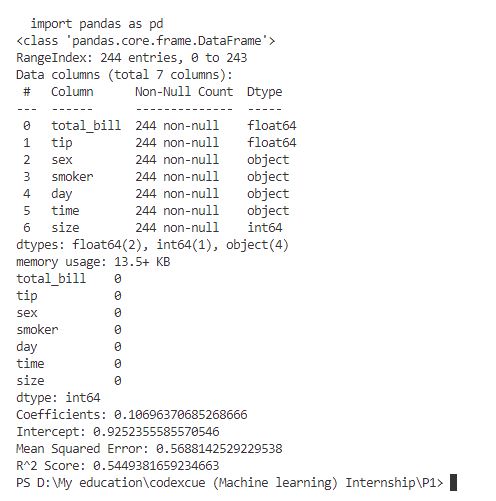 import pandas as pd
<class 'pandas.core.frame.DataFrame'>
RangeIndex: 244 entries, 0 to 243
Data columns (total 7 columns):
 #   Column      Non-Null Count  Dtype
---  ------      --------------  -----
 0   total_bill  244 non-null    float64
 1   tip         244 non-null    float64
 2   sex         244 non-null    object
 3   smoker      244 non-null    object
 4   day         244 non-null    object
 5   time        244 non-null    object
 6   size        244 non-null    int64
dtypes: float64(2), int64(1), object(4)
memory usage: 13.5+ KB
total_bill    0
tip           0
sex           0
smoker        0
day           0
time          0
size          0
dtype: int64
Coefficients: 0.10696370685268666
Intercept: 0.9252355585570546
Mean Squared Error: 0.5688142529229538
R^2 Score: 0.5449381659234663
PS D:\My education\codexcue (Machine learning) Internship\P1>